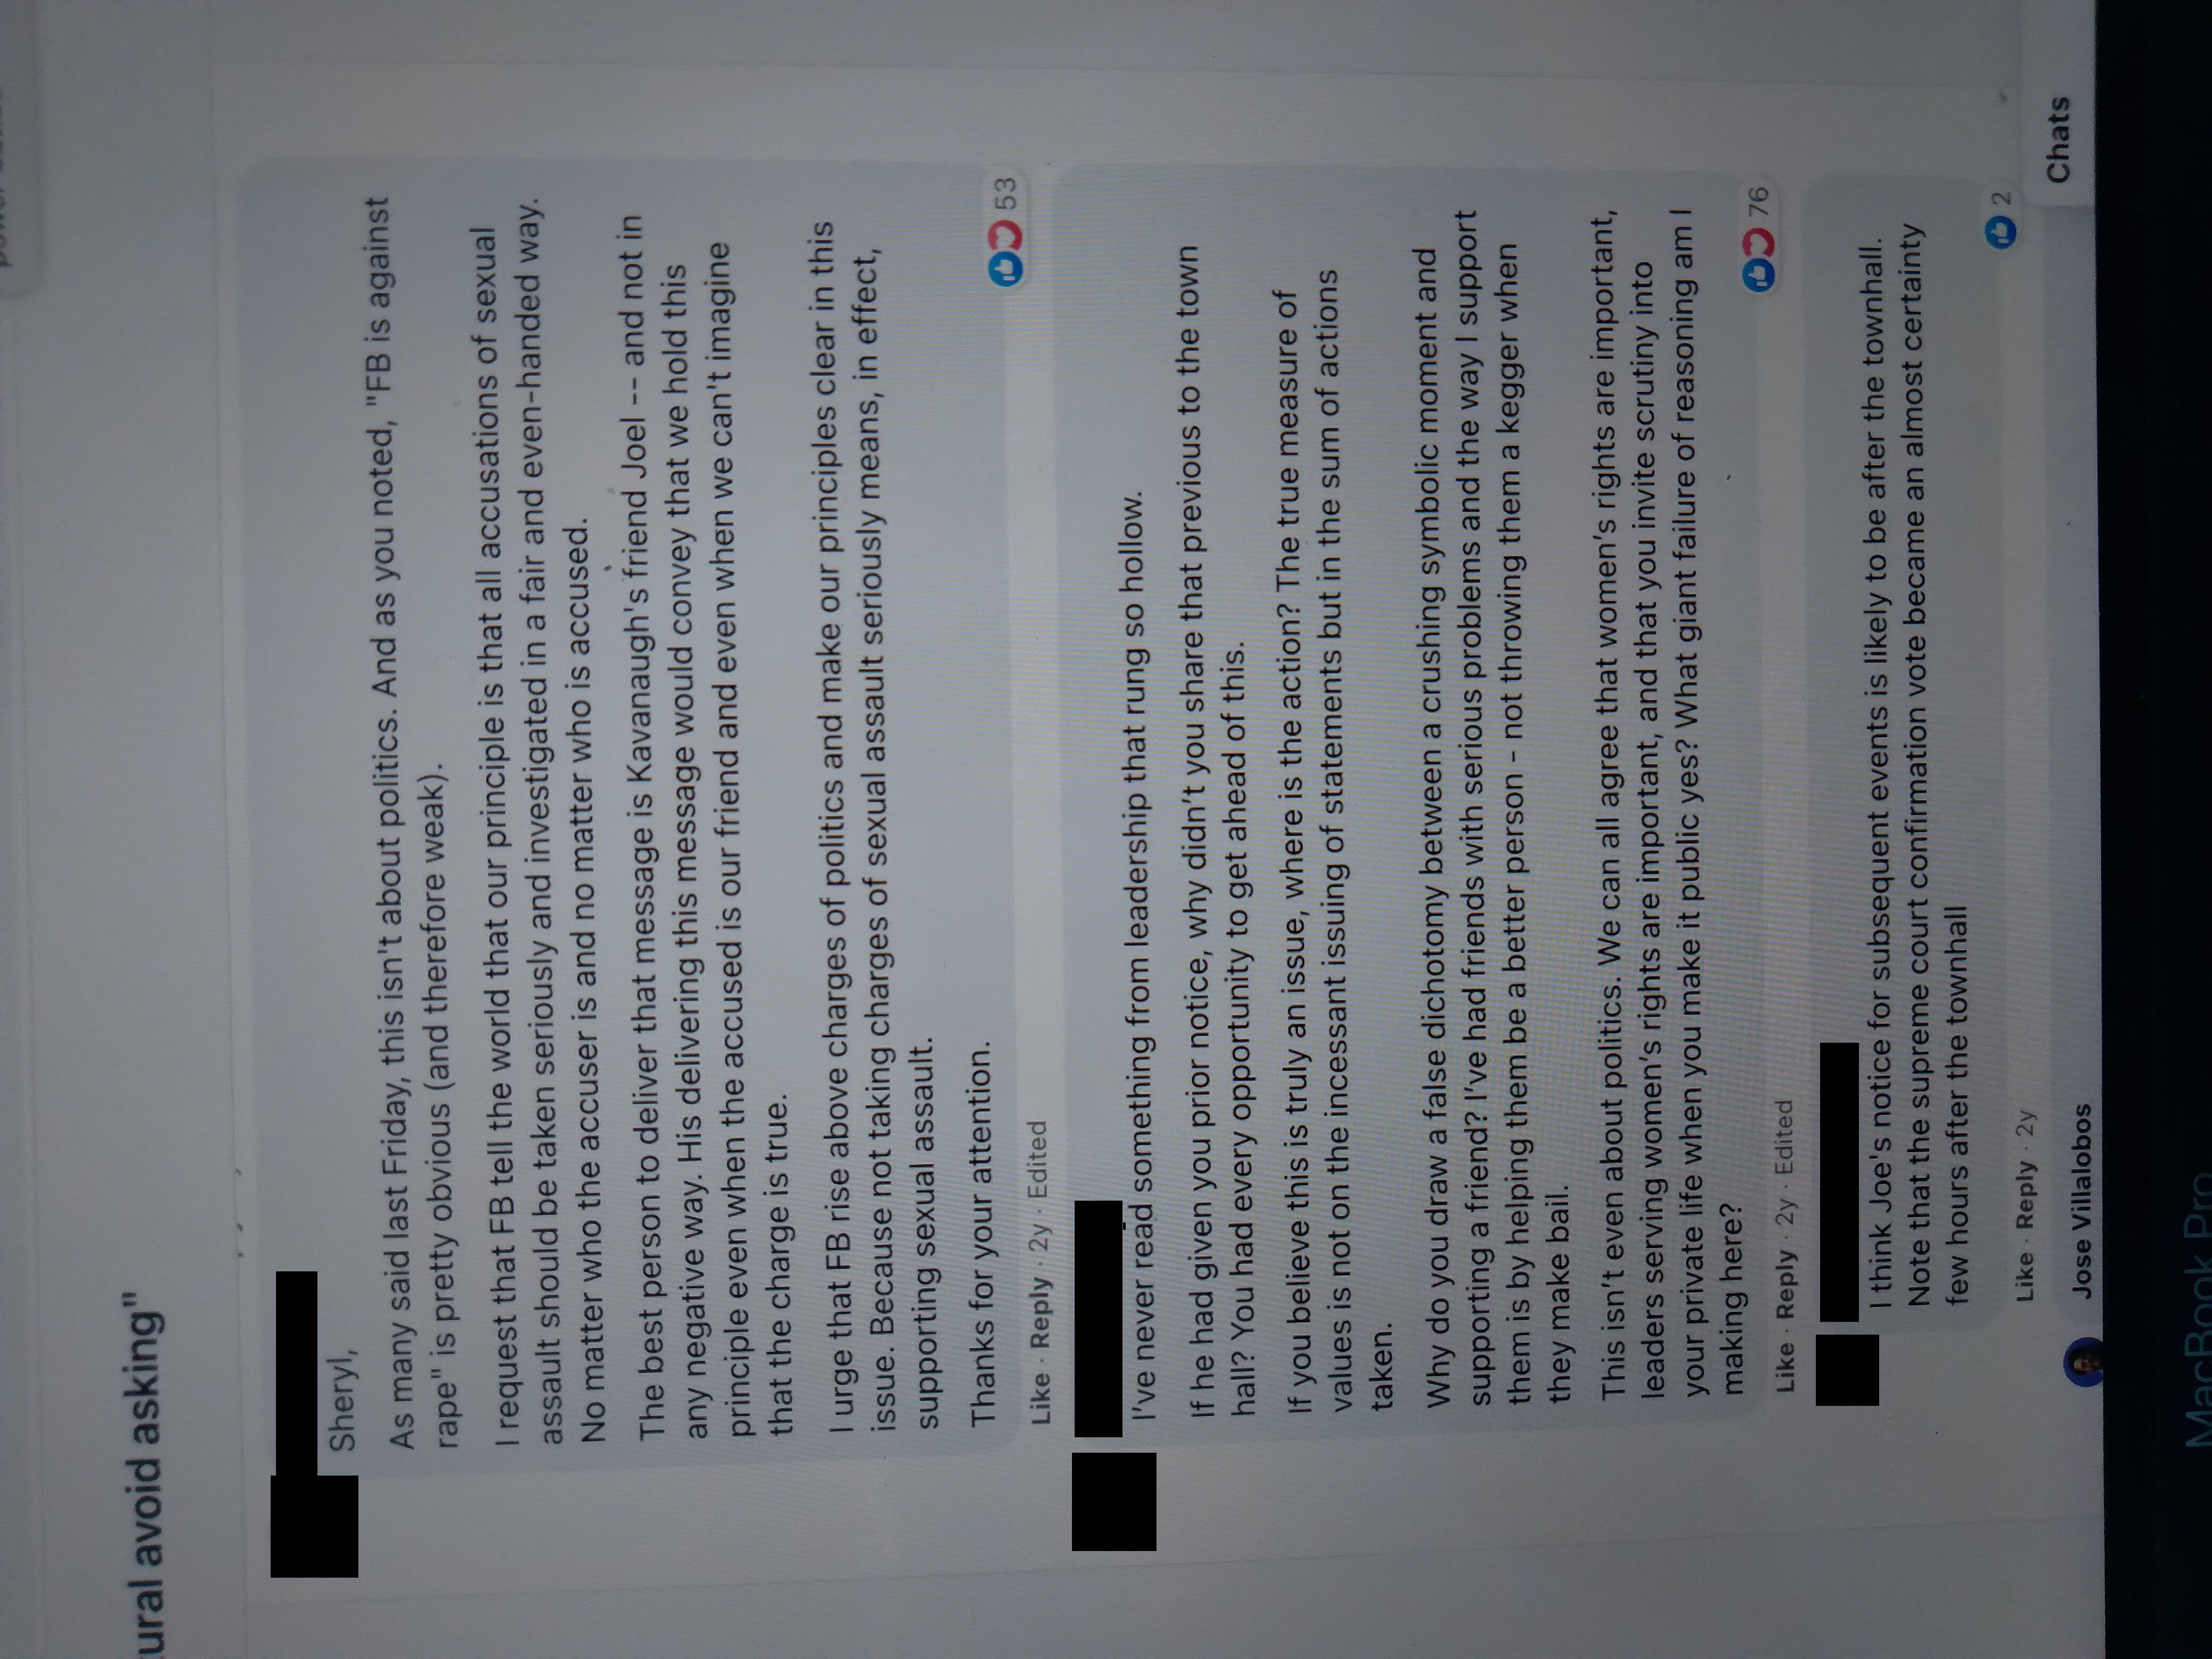 ural avoid asking"
Sheryl,
As many said last Friday, this isn't about politics. And as you noted, "FB is against
rape" is pretty obvious (and therefore weak).
I request that FB tell the world that our principle is that all accusations of sexual
assault should be taken seriously and investigated in a fair and even-handed way.
No matter who the accuser is and no matter who is accused.
The best person to deliver that message is Kavanaugh's friend Joel -- and not in
any negative way. His delivering this message would convey that we hold this
principle even when the accused is our friend and even when we can't imagine
that the charge is true.
I urge that FB rise above charges of politics and make our principles clear in this
issue. Because not taking charges of sexual assault seriously means, in effect,
supporting sexual assault.
Thanks for your attention.
53
Like · Reply · 2y · Edited
I've never read something from leadership that rung so hollow.
If he had given you prior notice, why didn't you share that previous to the town
hall? You had every opportunity to get ahead of this.
If you believe this is truly an issue, where is the action? The true measure of
values is not on the incessant issuing of statements but in the sum of actions
taken.
Why do you draw a false dichotomy between a crushing symbolic moment and
supporting a friend? I've had friends with serious problems and the way I support
them is by helping them be a better person - not throwing them a kegger when
they make bail.
This isn't even about politics. We can all agree that women's rights are important,
leaders serving women's rights are important, and that you invite scrutiny into
your private life when you make it public yes? What giant failure of reasoning am I
making here?
76
Like · Reply · 2y · Edited
I think Joe's notice for subsequent events is likely to be after the townhall.
Note that the supreme court confirmation vote became an almost certainty
few hours after the townhall
2
Like · Reply · 2y
Jose Villalobos
Chats
MacBook Pro